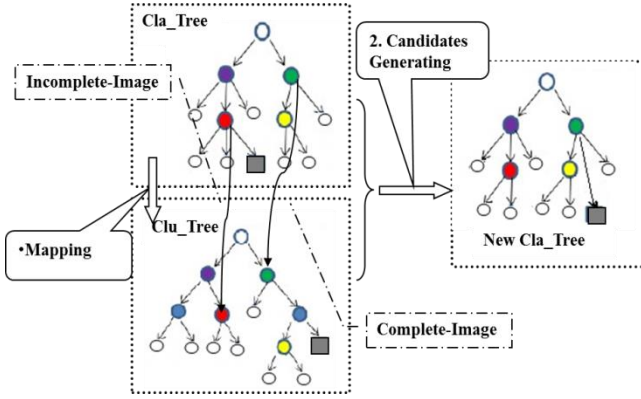 Cla_Tree
2. Candidates
Generating
Incomplete-Image
Clu_Tree
•Mapping
New Cla_Tree
Complete-Image